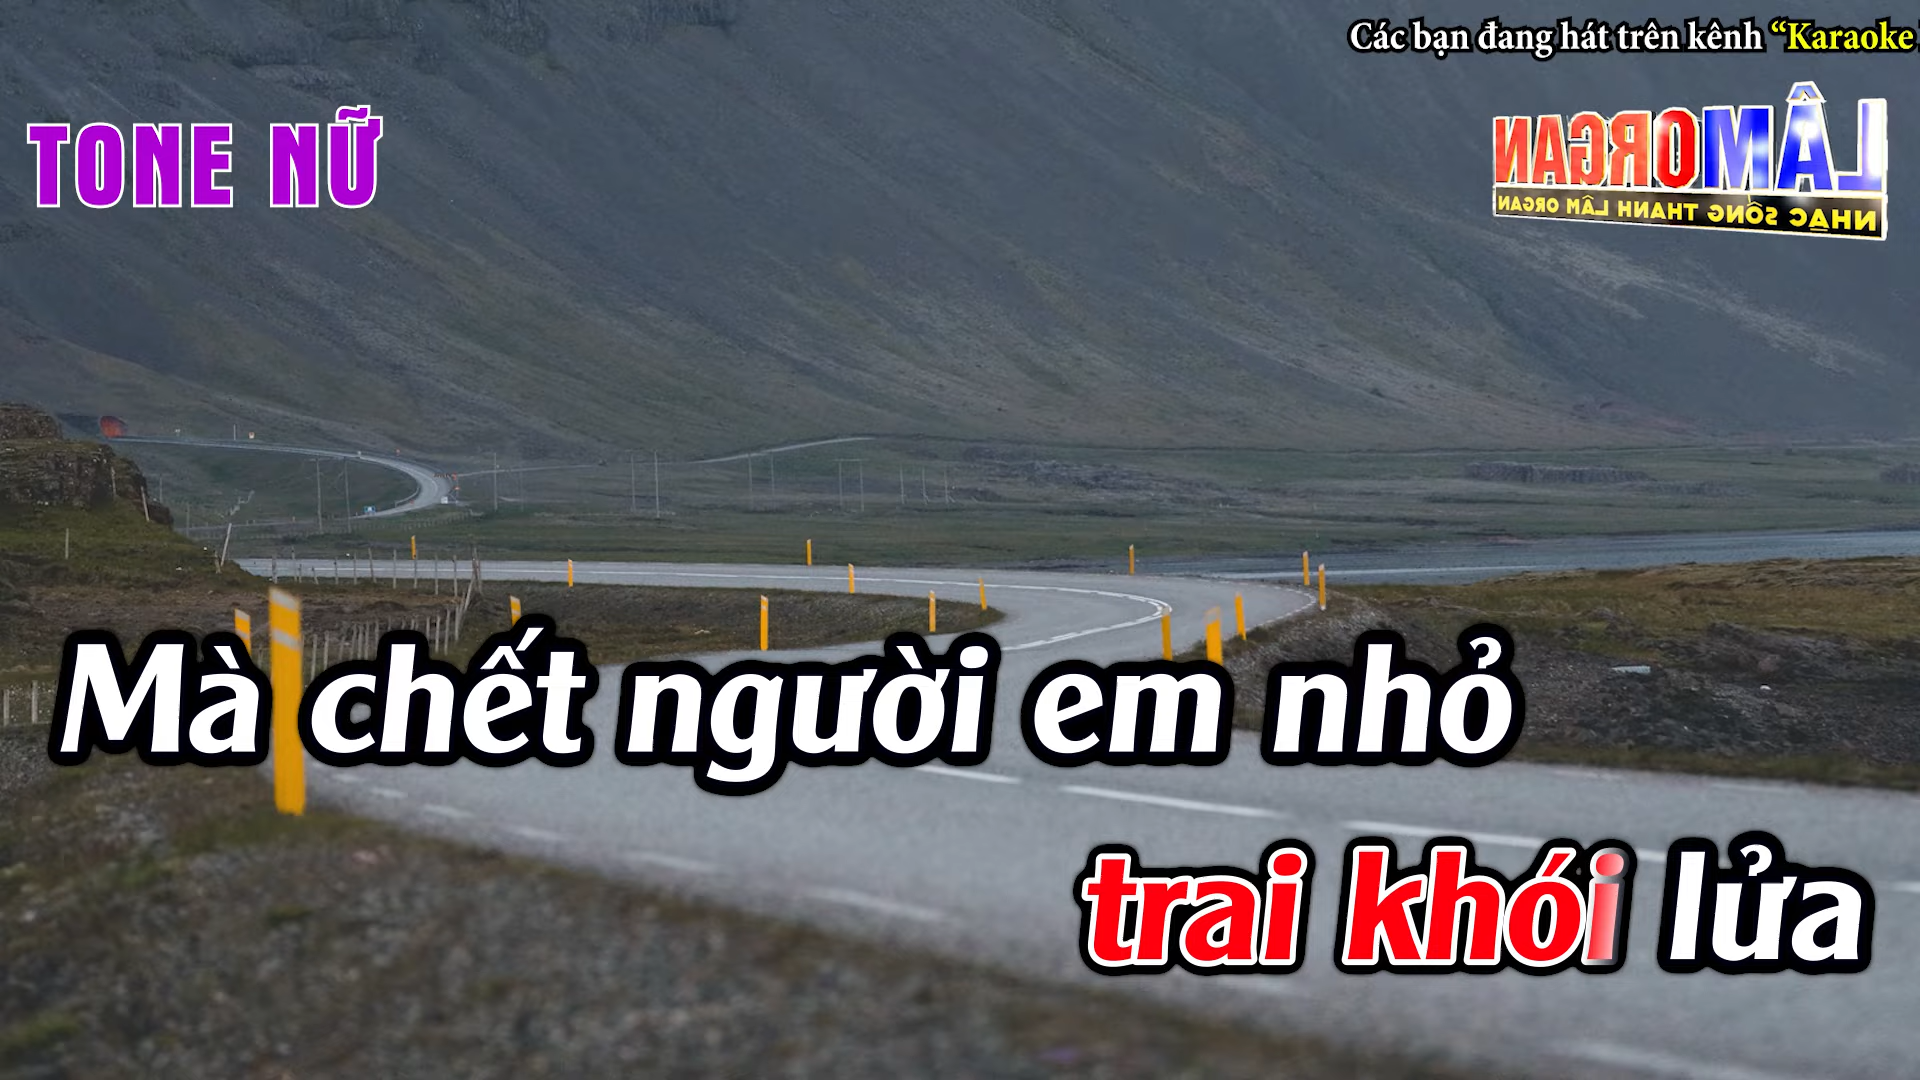 Các bạn đang hát trên kênh “Karaoke
TONE NỮ
LÂM ORGAN
NHẠC SỐNG THANH LÂM ORGAN
Mà chết người em nhỏ
trai khói lửa